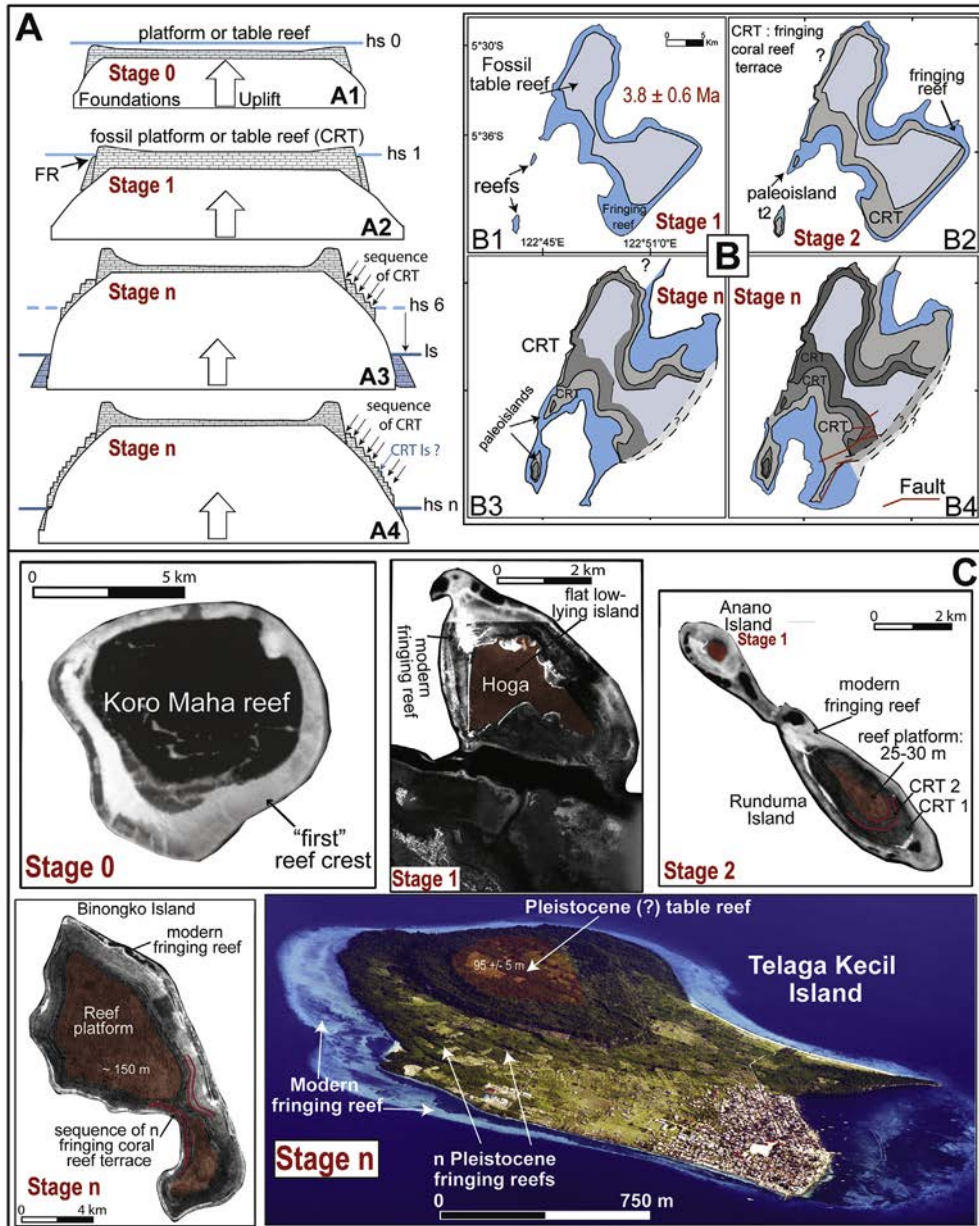 A
platform or table reef
hs 0
Stage 0
Foundations
Uplift
A1
fossil platform or table reef (CRT)
hs 1
FR
Stage 1
A2
sequence
of CRT
Stage n
hs 6
ls
A3
sequence
of CRT
Stage n
CRT ls ?
hs n
A4
B
5°30'S
0 5
Km
Fossil
table reef
3.8 ± 0.6 Ma
5°36'S
reefs
Fringing
reef
Stage 1
B1
122°45'E
122°51'0"E
CRT : fringing
coral reef
terrace
?
fringing
reef
paleoisland
t2
CRT
Stage 2
B2
?
Stage n
CRT
CRT
paleoislands
B3
Stage n
CRT
CRT
CRT
Fault
B4
C
0 5 km
Koro Maha reef
"first"
reef crest
Stage 0
0 2 km
flat low-
lying island
modern
fringing reef
Hoga
Stage 1
Anano
Island
Stage 1
0 2 km
modern
fringing reef
reef platform:
25-30 m
CRT 2
CRT 1
Runduma
Island
Stage 2
Binongko Island
modern
fringing reef
Reef
platform
~ 150 m
sequence of n
fringing coral
reef terrace
Stage n
0 4 km
Pleistocene (?) table reef
95 +/- 5 m
Telaga Kecil
Island
Modern
fringing reef
n Pleistocene
fringing reefs
Stage n
0 750 m